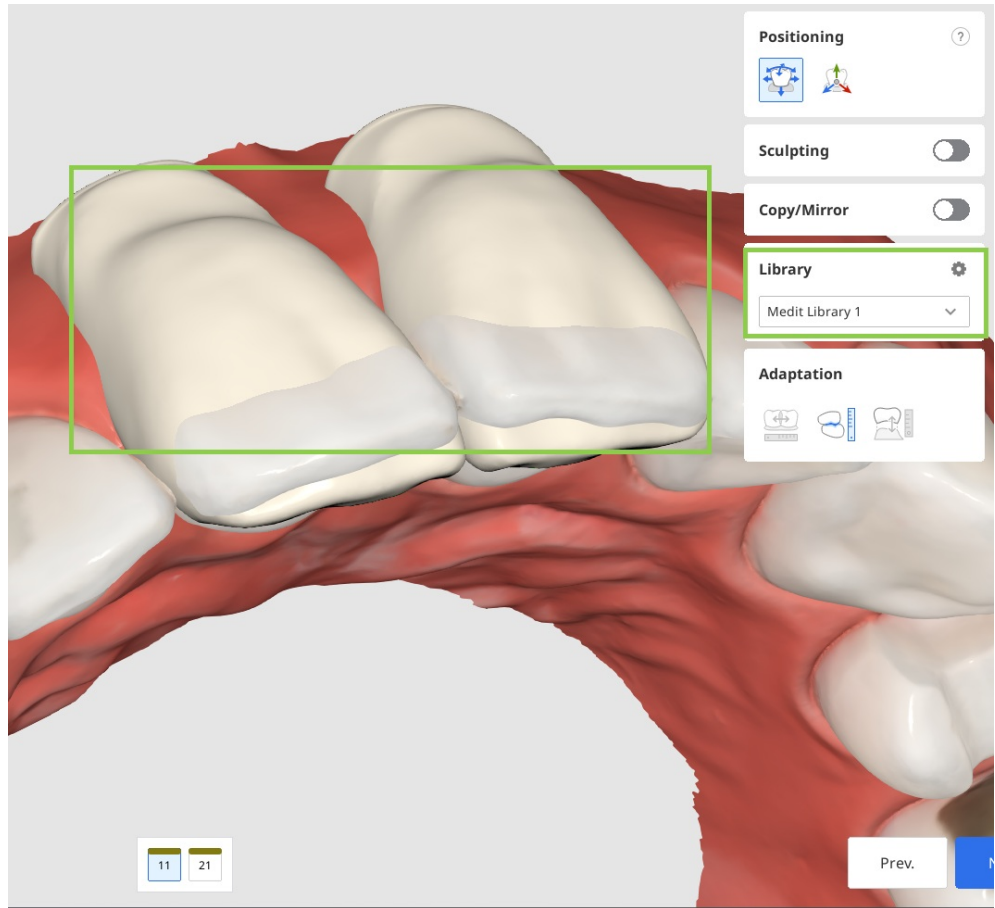 Positioning
?
Sculpting
Copy/Mirror
Library
Medit Library 1
Adaptation
11 21
Prev.